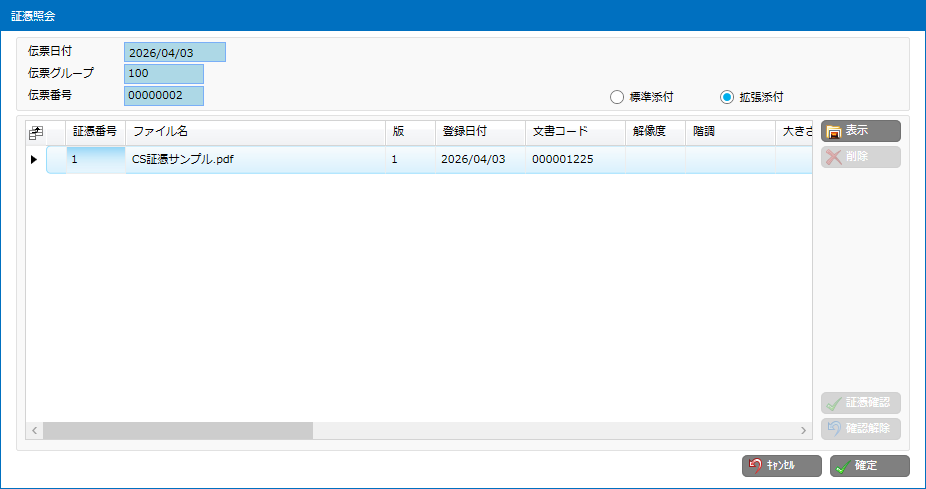 証憑照会
伝票日付 2026/04/03
伝票グループ 100
伝票番号 00000002
標準添付 拡張添付
証憑番号 ファイル名 版 登録日付 文書コード 解像度 階調 大きさ
1 CS証憑サンプル.pdf 1 2026/04/03 000001225
表示
削除
証憑確認
確認解除
ｷｬﾝｾﾙ 確定